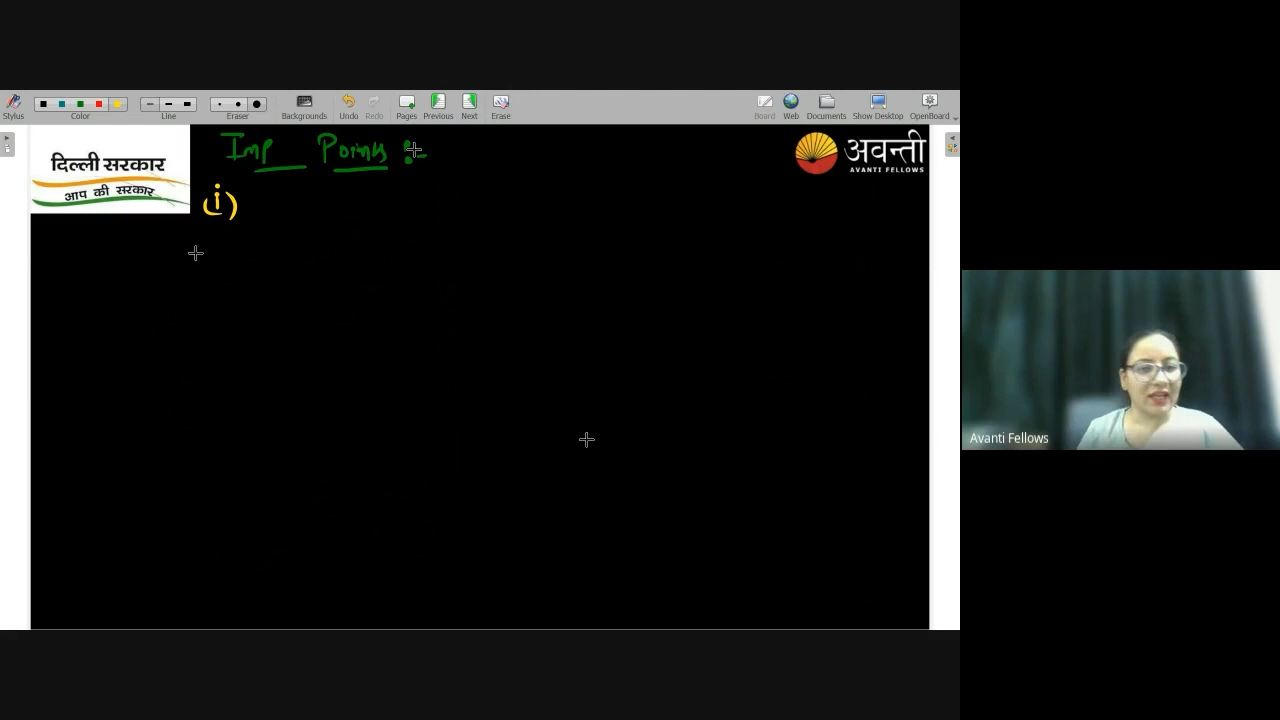 Stylus Color Line Eraser Backgrounds Undo Redo Pages Previous Next Erase Board Web Documents Show Desktop OpenBoard
दिल्ली सरकार
आप की सरकार
Imp Points :-
अवन्ती
AVANTI FELLOWS
(i)
Avanti Fellows